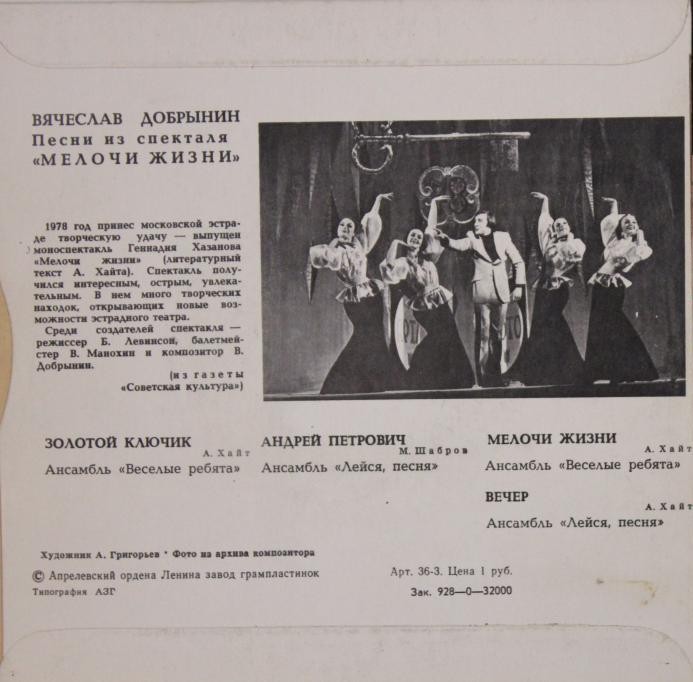 ВЯЧЕСЛАВ ДОБРЫНИН
Песни из спекталя
«МЕЛОЧИ ЖИЗНИ»
1978 год принес московской эстра-
де творческую удачу — выпущен
моноспектакль Геннадия Хазанова
«Мелочи жизни» (литературный
текст А. Хайта). Спектакль полу-
чился интересным, острым, увлека-
тельным. В нем много творческих
находок, открывающих новые воз-
можности эстрадного театра.
Среди создателей спектакля —
режиссер Б. Левинсон, балетмей-
стер В. Манохин и композитор В.
Добрынин.
(из газеты
«Советская культура»)
ЗОЛОТОЙ КЛЮЧИК
А. Хайт
Ансамбль «Веселые ребята»
АНДРЕЙ ПЕТРОВИЧ
М. Шабров
Ансамбль «Лейся, песня»
МЕЛОЧИ ЖИЗНИ
А. Хайт
Ансамбль «Веселые ребята»
ВЕЧЕР
А. Хайт
Ансамбль «Лейся, песня»
Художник А. Григорьев * Фото из архива композитора
© Апрелевский ордена Ленина завод грампластинок
Типография АЗГ
Арт. 36-3. Цена 1 руб.
Зак. 928—0—32000